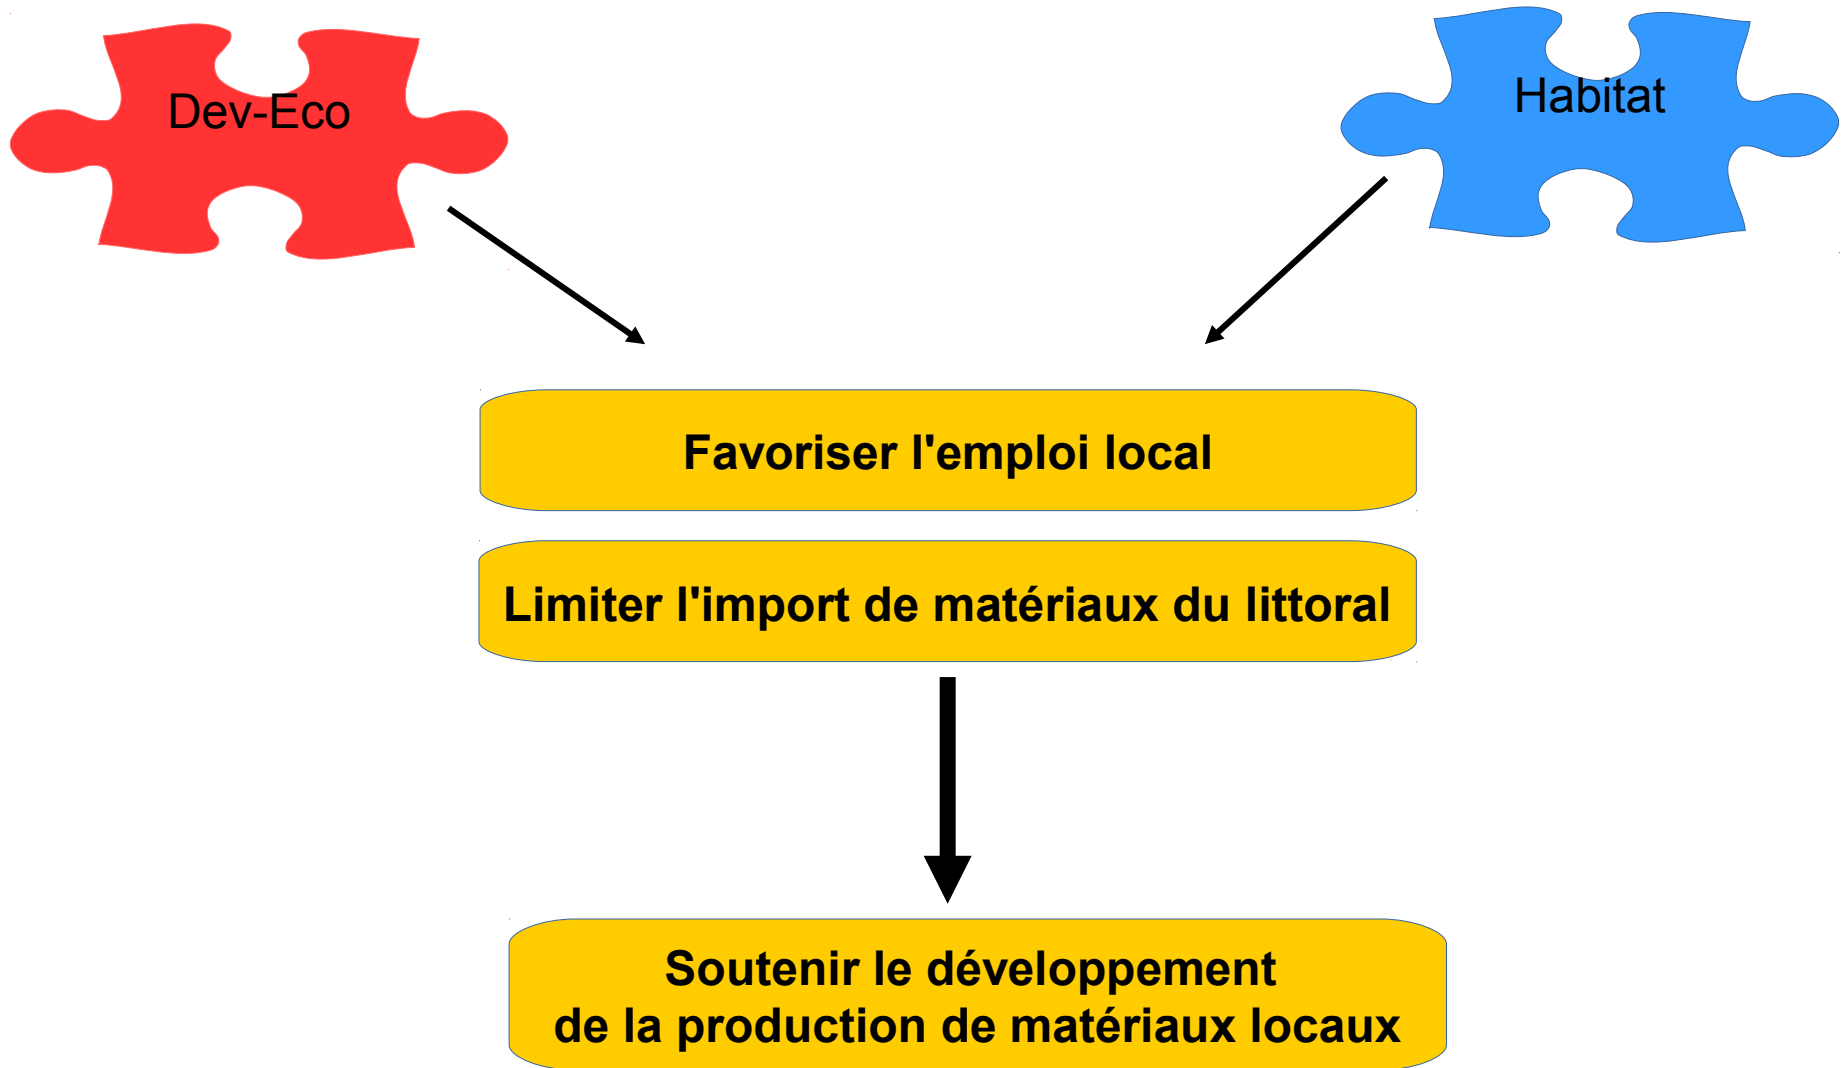 Dev-Eco
Habitat
Favoriser l'emploi local
Limiter l'import de matériaux du littoral
Soutenir le développement
de la production de matériaux locaux